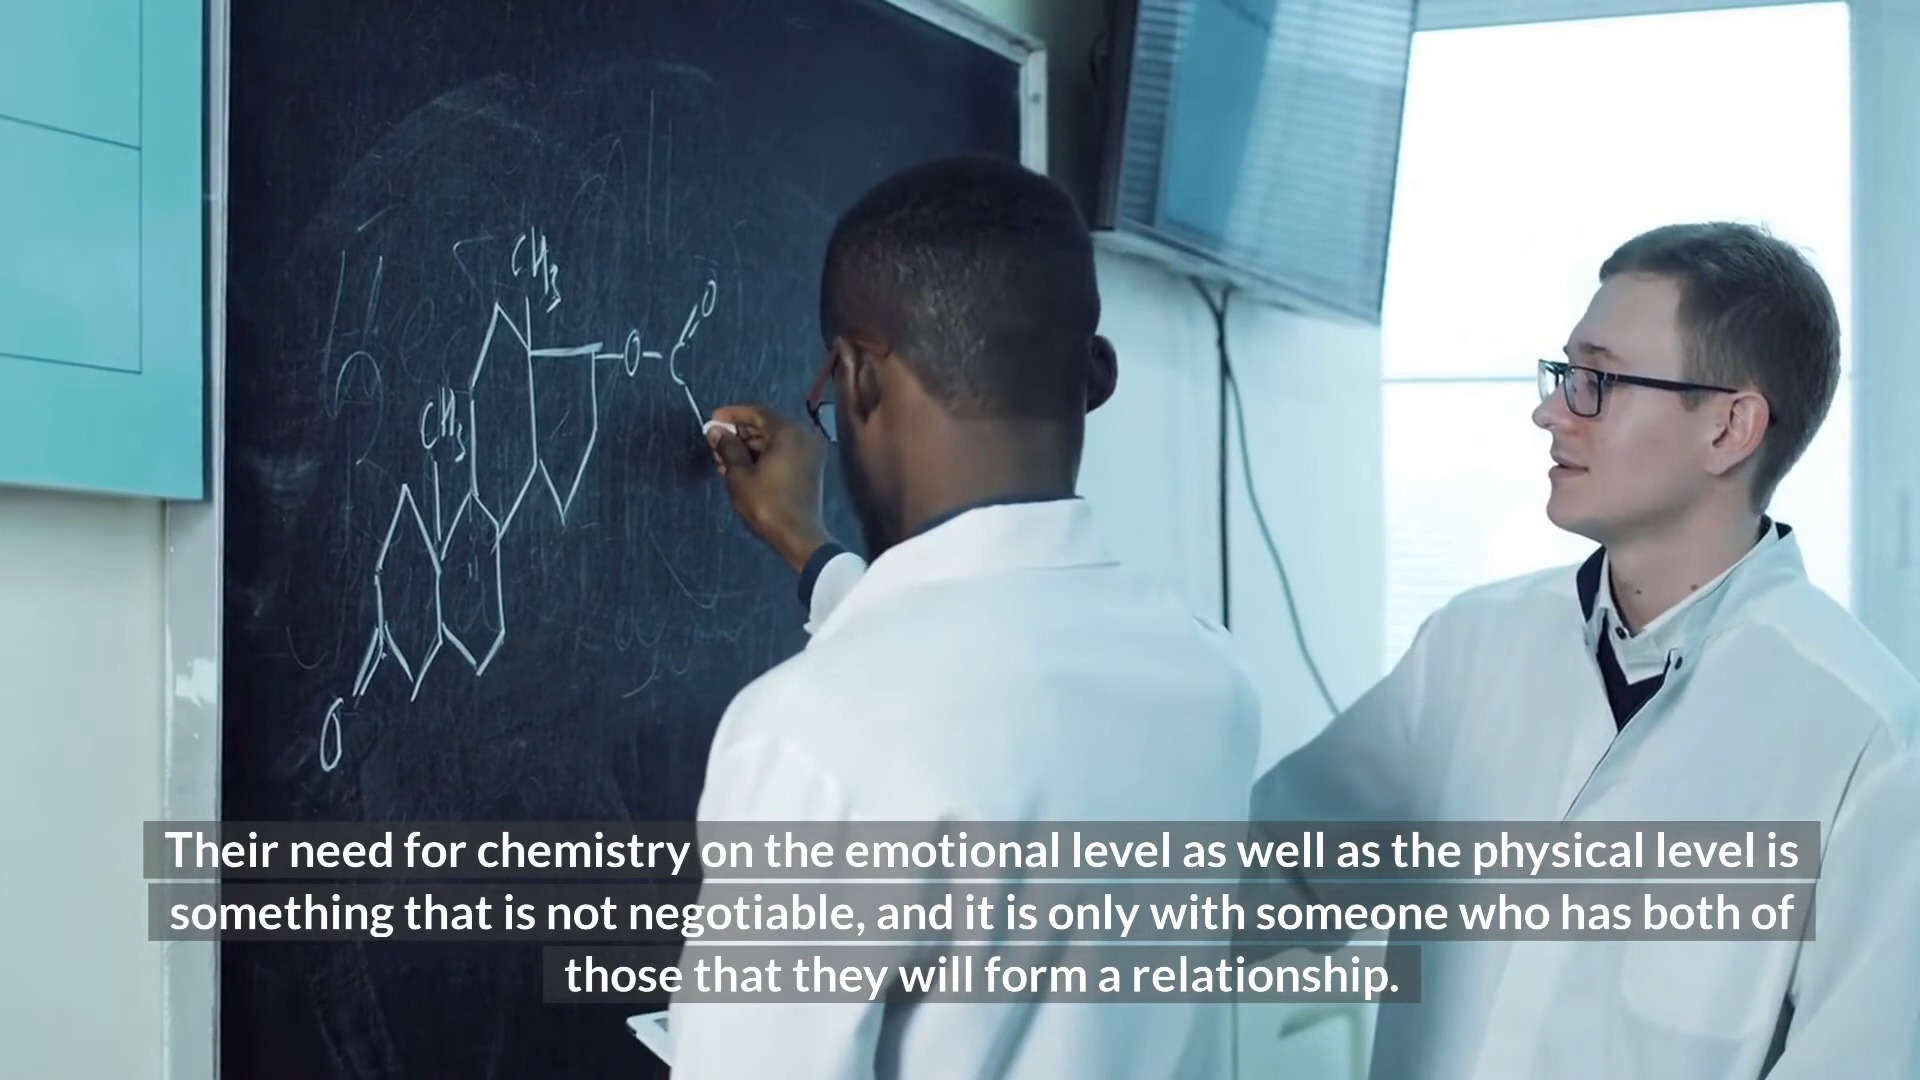 CH3
O
O
C
CH3
O
Their need for chemistry on the emotional level as well as the physical level is
something that is not negotiable, and it is only with someone who has both of
those that they will form a relationship.